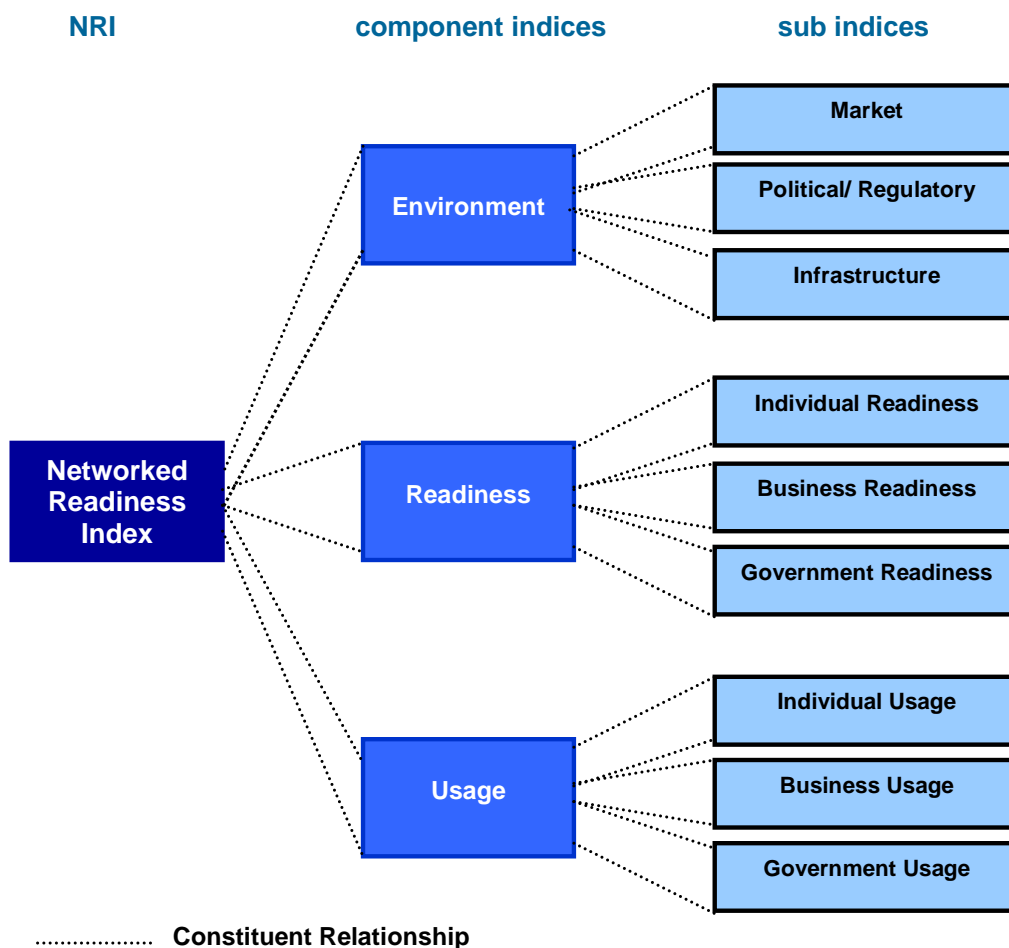 NRI
component indices
sub indices
Market
Political/ Regulatory
Infrastructure
Environment
Individual Readiness
Business Readiness
Government Readiness
Readiness
Networked
Readiness
Index
Individual Usage
Business Usage
Government Usage
Usage
Constituent Relationship